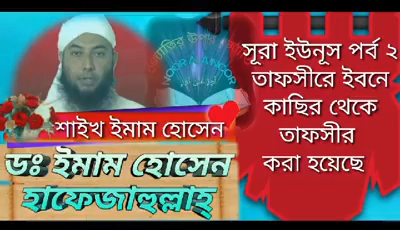 শাইখ ইমাম হোসেন
ডঃ ইমাম হোসেন
হাফেজাহুল্লাহ্
সূরা ইউনূস পর্ব ২
তাফসীরে ইবনে
কাছির থেকে
তাফসীর
করা হয়েছে